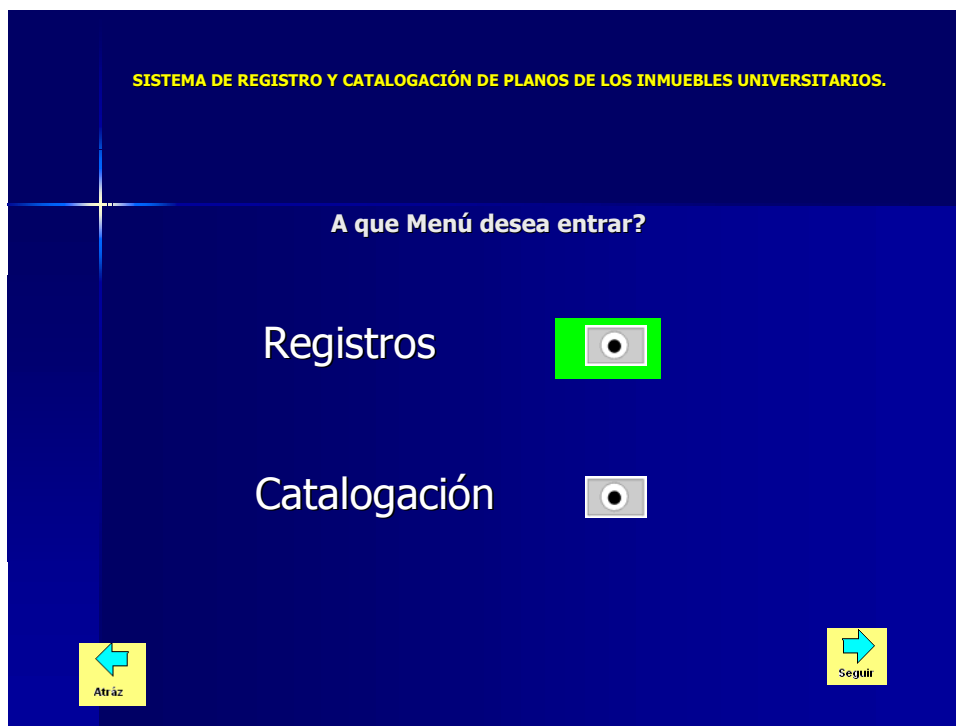 SISTEMA DE REGISTRO Y CATALOGACIÓN DE PLANOS DE LOS INMUEBLES UNIVERSITARIOS.
A que Menú desea entrar?
Registros
Catalogación
Atráz
Seguir